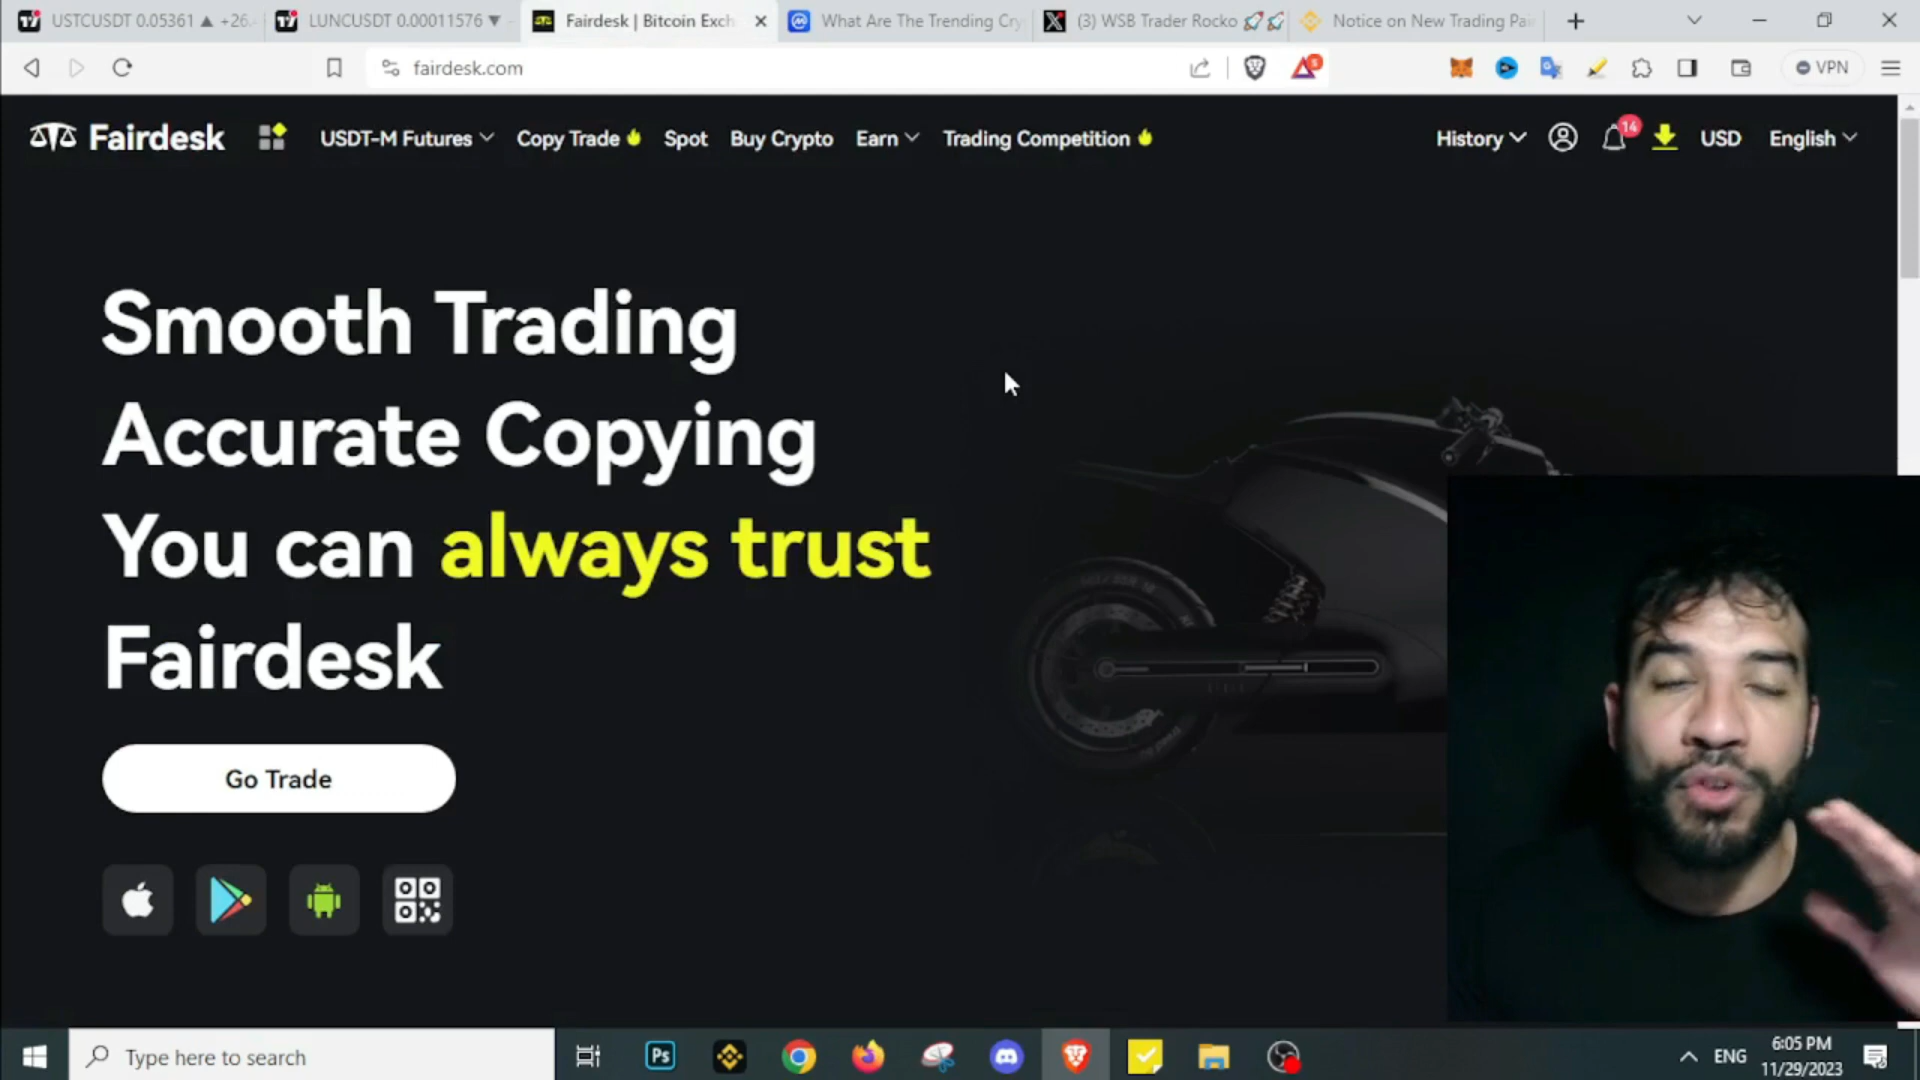 USTCUSDT 0.05361 ▲ +26.
LUNCUSDT 0.00011576 ▼
Fairdesk | Bitcoin Exch
What Are The Trending Cry
(3) WSB Trader Rocko 🚀🚀
Notice on New Trading Pai
fairdesk.com
5
VPN
Fairdesk
USDT-M Futures
Copy Trade
Spot
Buy Crypto
Earn
Trading Competition
History
14
USD
English
Smooth Trading
Accurate Copying
You can always trust
Fairdesk
Go Trade
Type here to search
Ps
ENG
6:05 PM
11/29/2023